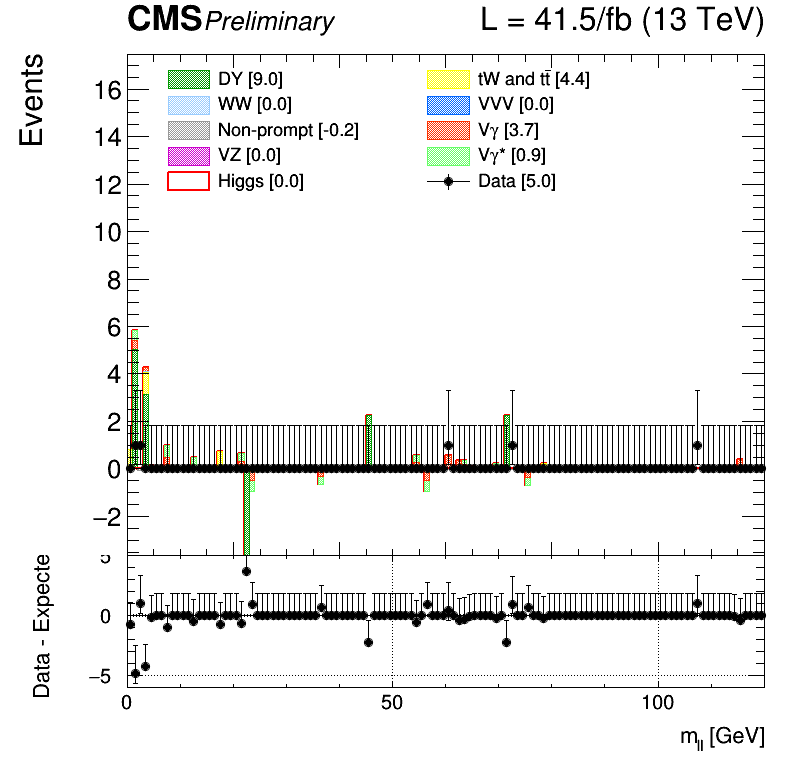 CMS Preliminary L = 41.5/fb (13 TeV)
Events
DY [9.0]
WW [0.0]
Non-prompt [-0.2]
VZ [0.0]
Higgs [0.0]
tW and tt̄ [4.4]
VVV [0.0]
Vγ [3.7]
Vγ* [0.9]
Data [5.0]
16
14
12
10
8
6
4
2
0
−2
Data - Expecte
5
0
−5
0 50 100
m_ll [GeV]